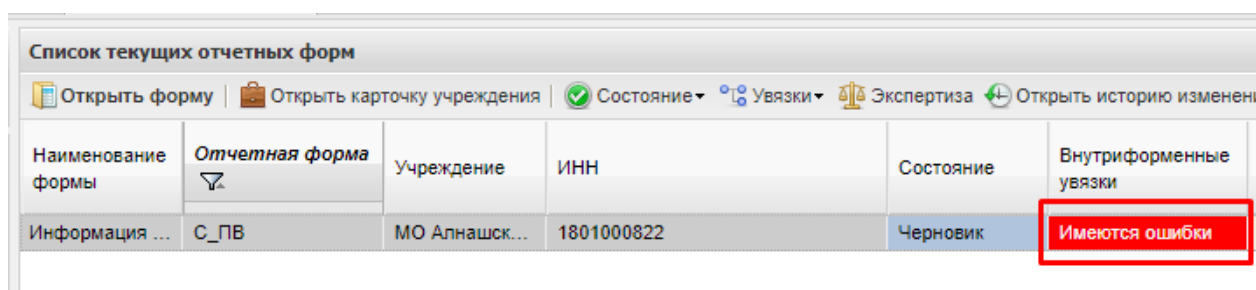 Список текущих отчетных форм
Открыть форму Открыть карточку учреждения Состояние Увязки Экспертиза Открыть историю изменен
Наименование формы Отчетная форма Учреждение ИНН Состояние Внутриформенные увязки
Информация ... С_ПВ МО Алнашск... 1801000822 Черновик Имеются ошибки